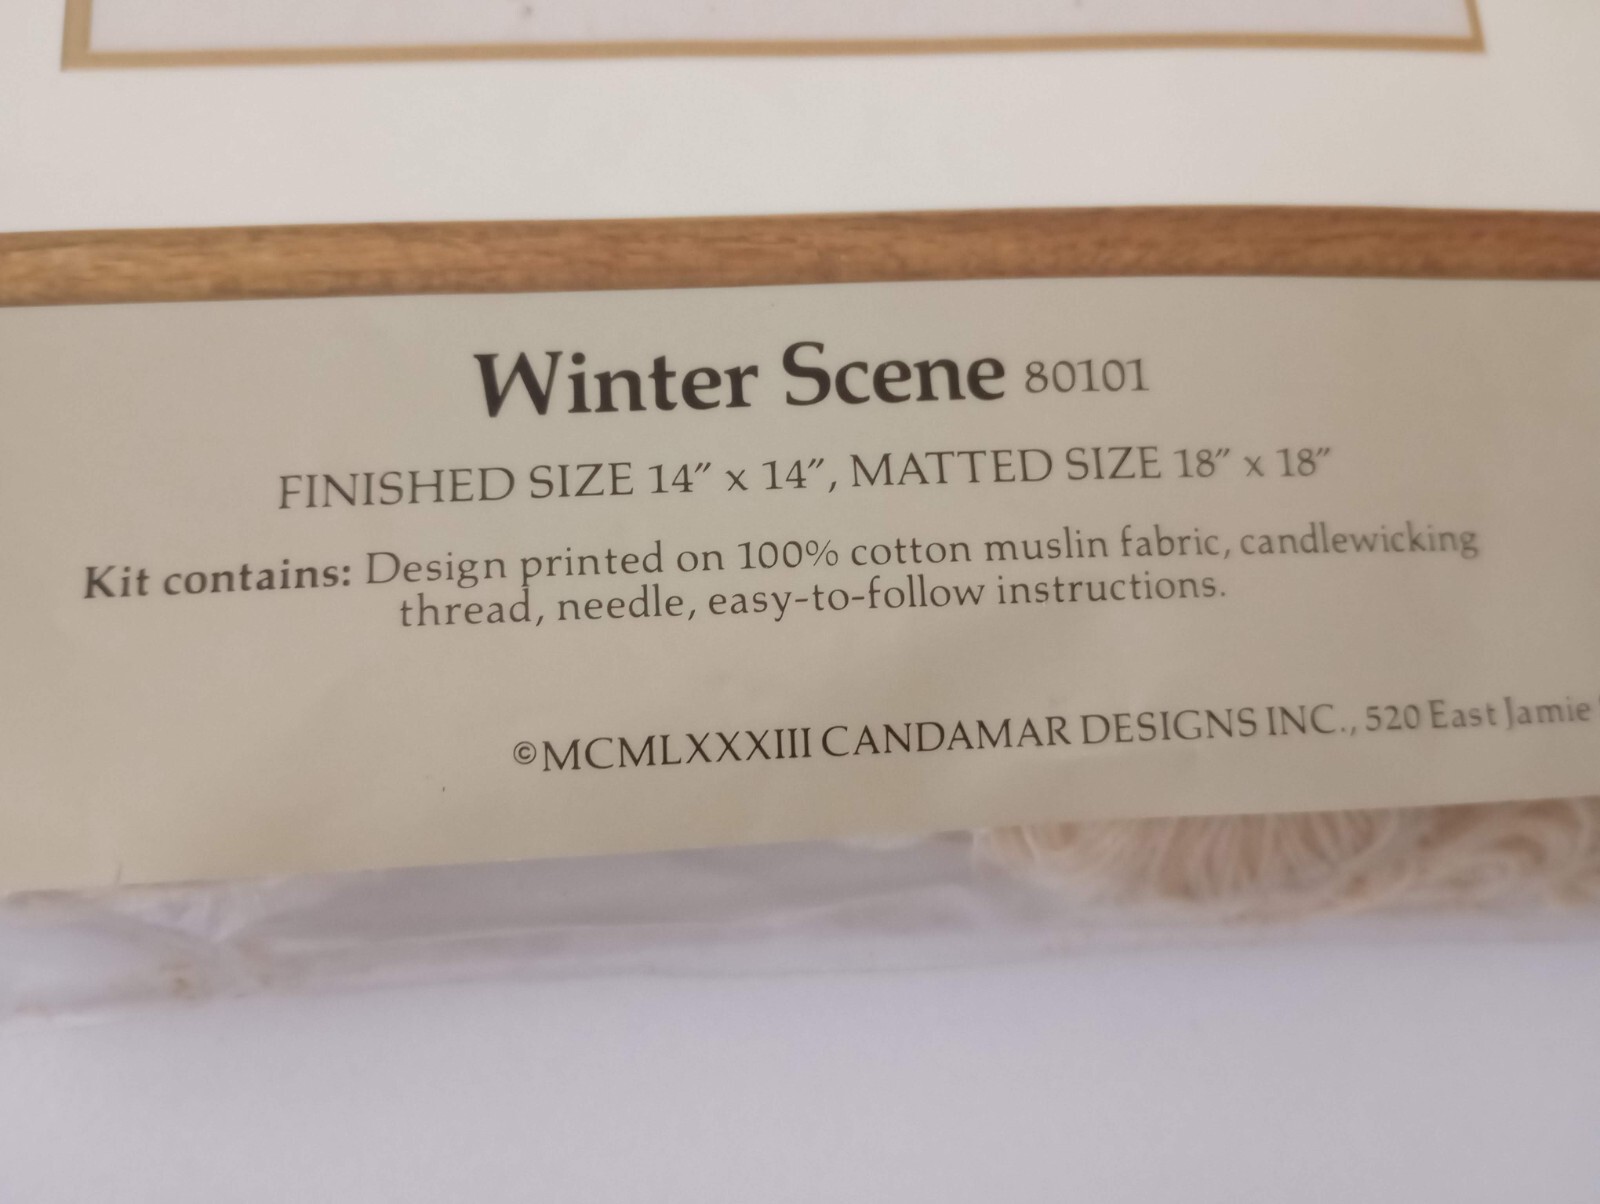 Winter Scene 80101
FINISHED SIZE 14″ x 14″, MATTED SIZE 18″ x 18″
Kit contains: Design printed on 100% cotton muslin fabric, candlewicking
thread, needle, easy-to-follow instructions.
©MCMLXXXIII CANDAMAR DESIGNS INC., 520 East Jamie